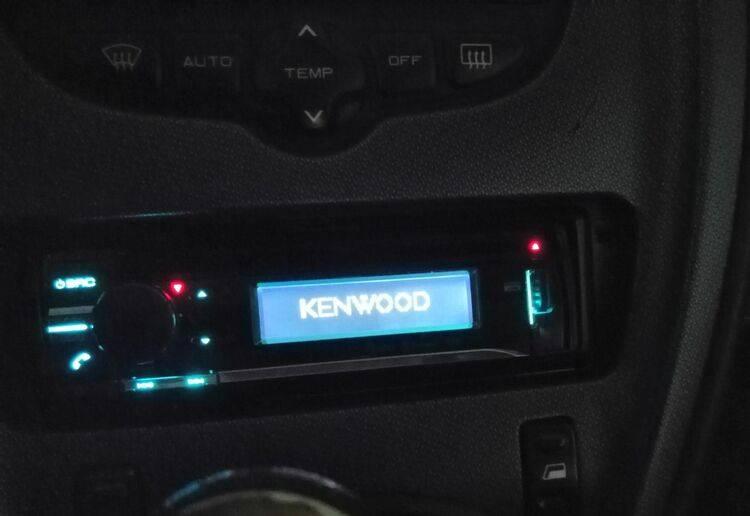 AUTO
TEMP
OFF
SRC
KENWOOD